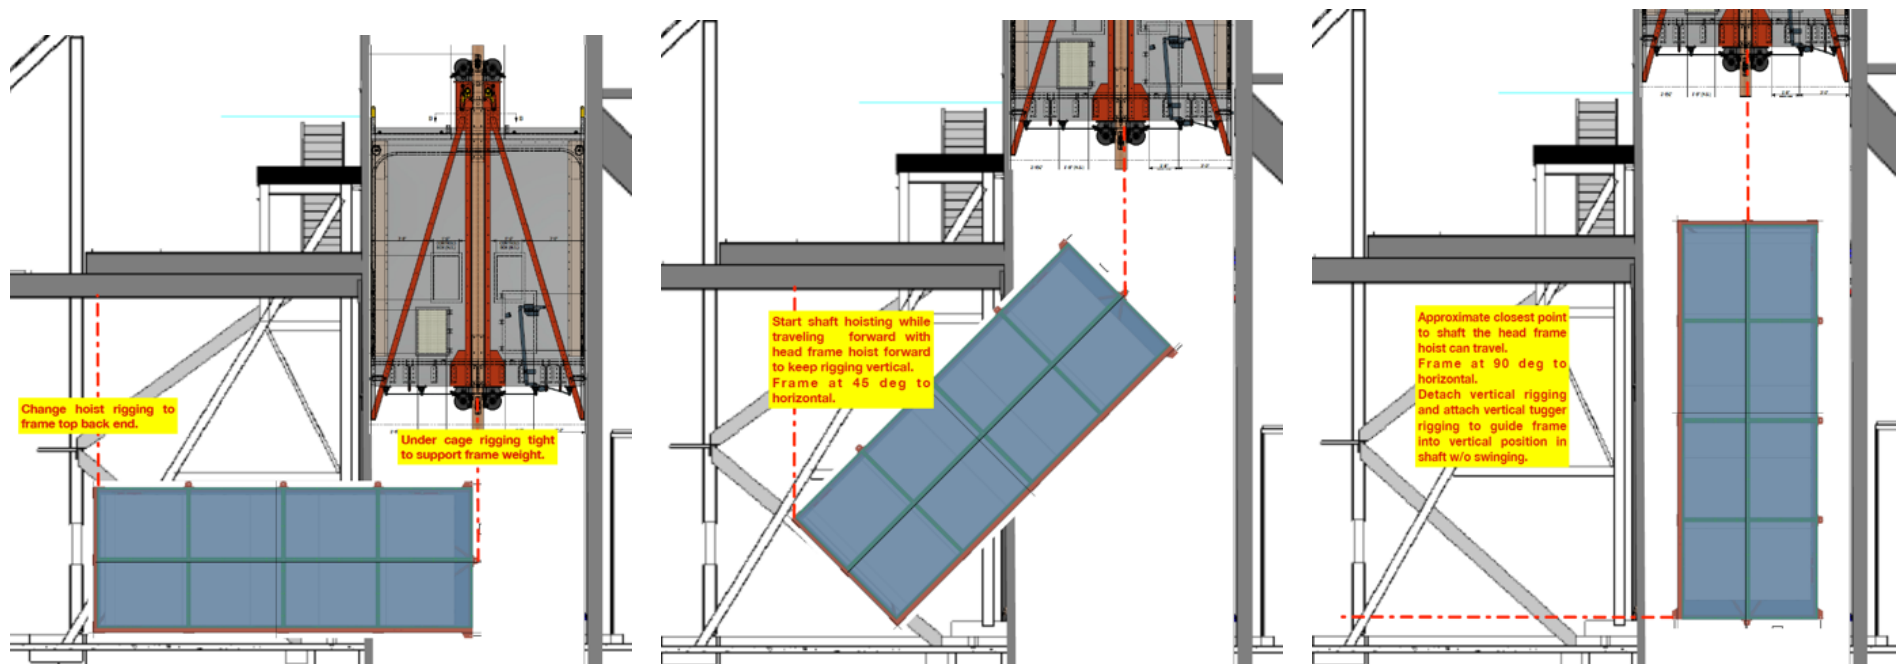 Change hoist rigging to
frame top back end.
Under cage rigging tight
to support frame weight.
Start shaft hoisting while
traveling forward with
head frame hoist forward
to keep rigging vertical.
Frame at 45 deg to
horizontal.
Approximate closest point
to shaft the head frame
hoist can travel.
Frame at 90 deg to
horizontal.
Detach vertical rigging
and attach vertical tugger
rigging to guide frame
into vertical position in
shaft w/o swinging.